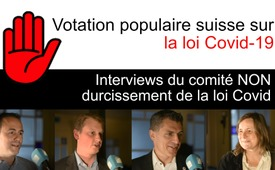 Votation populaire suisse sur
la loi Covid-19
Interviews du comité NON
durcissement de la loi Covid